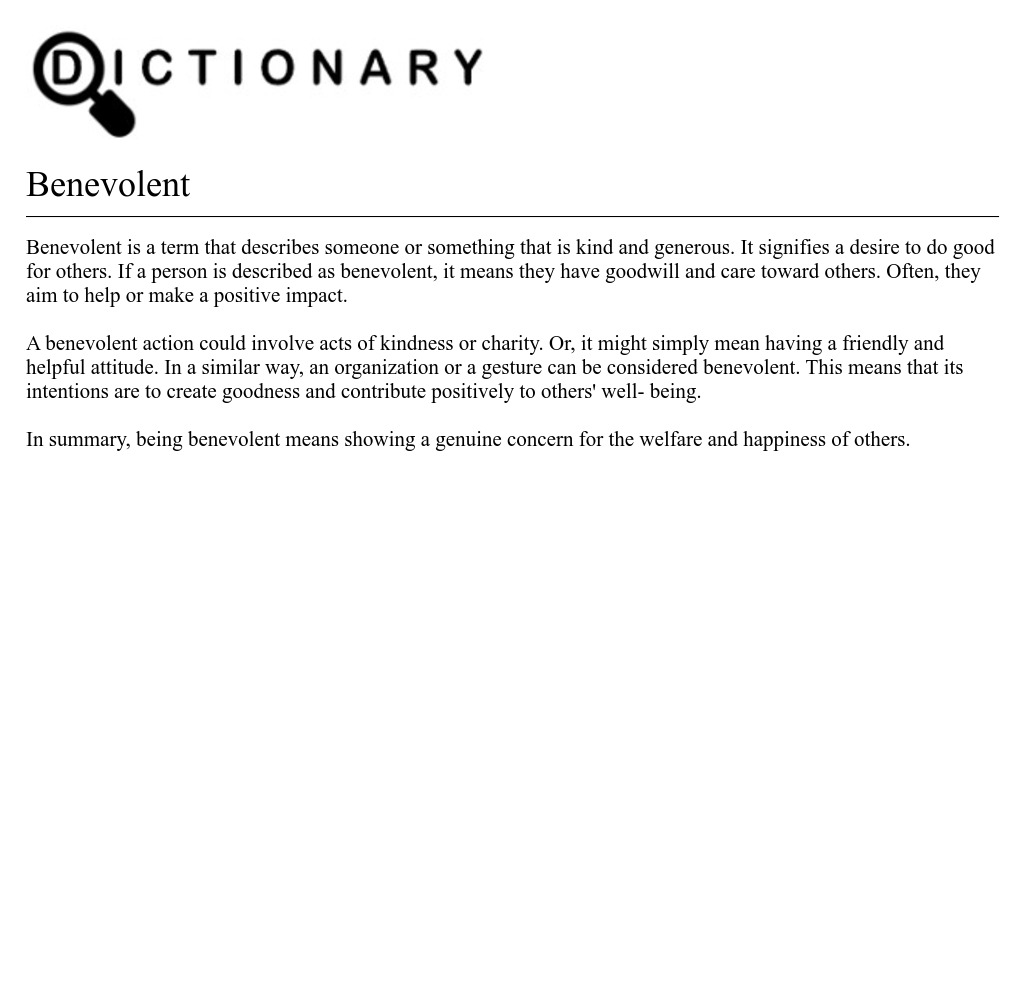 DICTIONARY
Benevolent
Benevolent is a term that describes someone or something that is kind and generous. It signifies a desire to do good
for others. If a person is described as benevolent, it means they have goodwill and care toward others. Often, they
aim to help or make a positive impact.
A benevolent action could involve acts of kindness or charity. Or, it might simply mean having a friendly and
helpful attitude. In a similar way, an organization or a gesture can be considered benevolent. This means that its
intentions are to create goodness and contribute positively to others' well- being.
In summary, being benevolent means showing a genuine concern for the welfare and happiness of others.